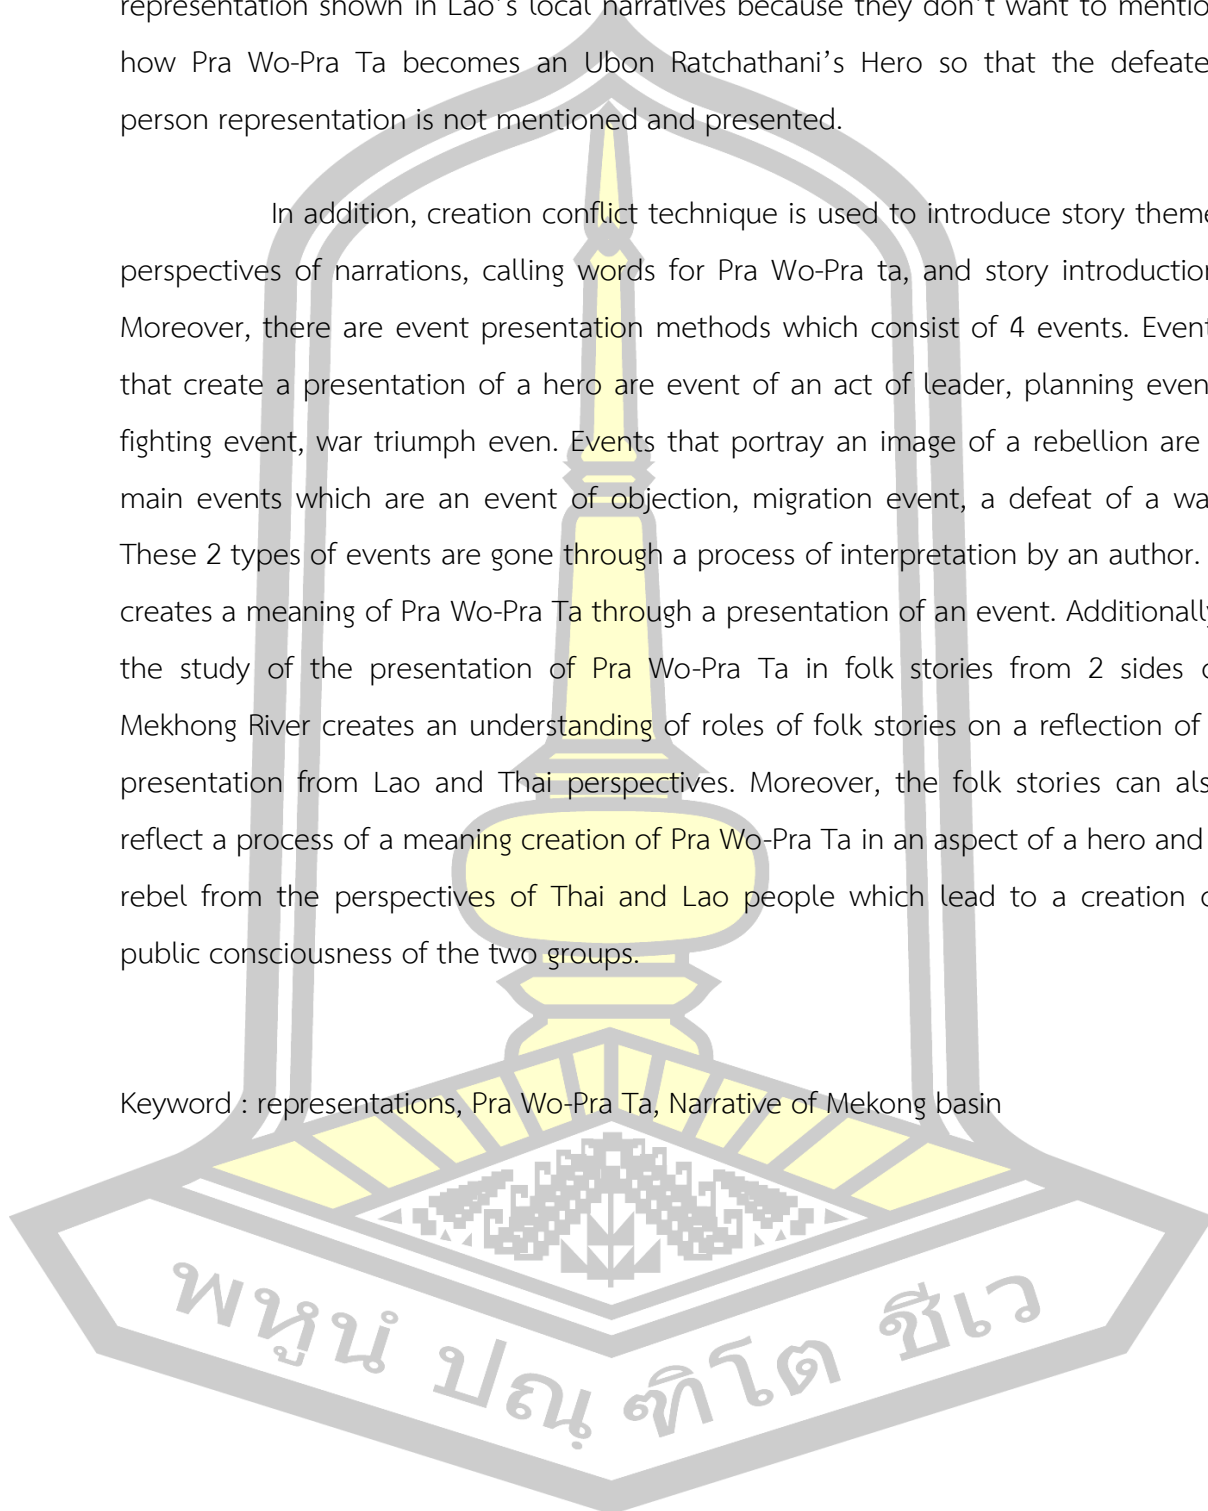 representation shown in Lao's local narratives because they don't want to mentio
how Pra Wo-Pra Ta becomes an Ubon Ratchathani's Hero so that the defeate
person representation is not mentioned and presented.
In addition, creation conflict technique is used to introduce story theme
perspectives of narrations, calling words for Pra Wo-Pra ta, and story introduction
Moreover, there are event presentation methods which consist of 4 events. Event
that create a presentation of a hero are event of an act of leader, planning even
fighting event, war triumph even. Events that portray an image of a rebellion are
main events which are an event of objection, migration event, a defeat of a wa
These 2 types of events are gone through a process of interpretation by an author.
creates a meaning of Pra Wo-Pra Ta through a presentation of an event. Additionally
the study of the presentation of Pra Wo-Pra Ta in folk stories from 2 sides o
Mekhong River creates an understanding of roles of folk stories on a reflection of
presentation from Lao and Thai perspectives. Moreover, the folk stories can als
reflect a process of a meaning creation of Pra Wo-Pra Ta in an aspect of a hero and
rebel from the perspectives of Thai and Lao people which lead to a creation o
public consciousness of the two groups.
Keyword : representations, Pra Wo-Pra Ta, Narrative of Mekong basin
พหูนํ ปณฺฑิโต ชีเว